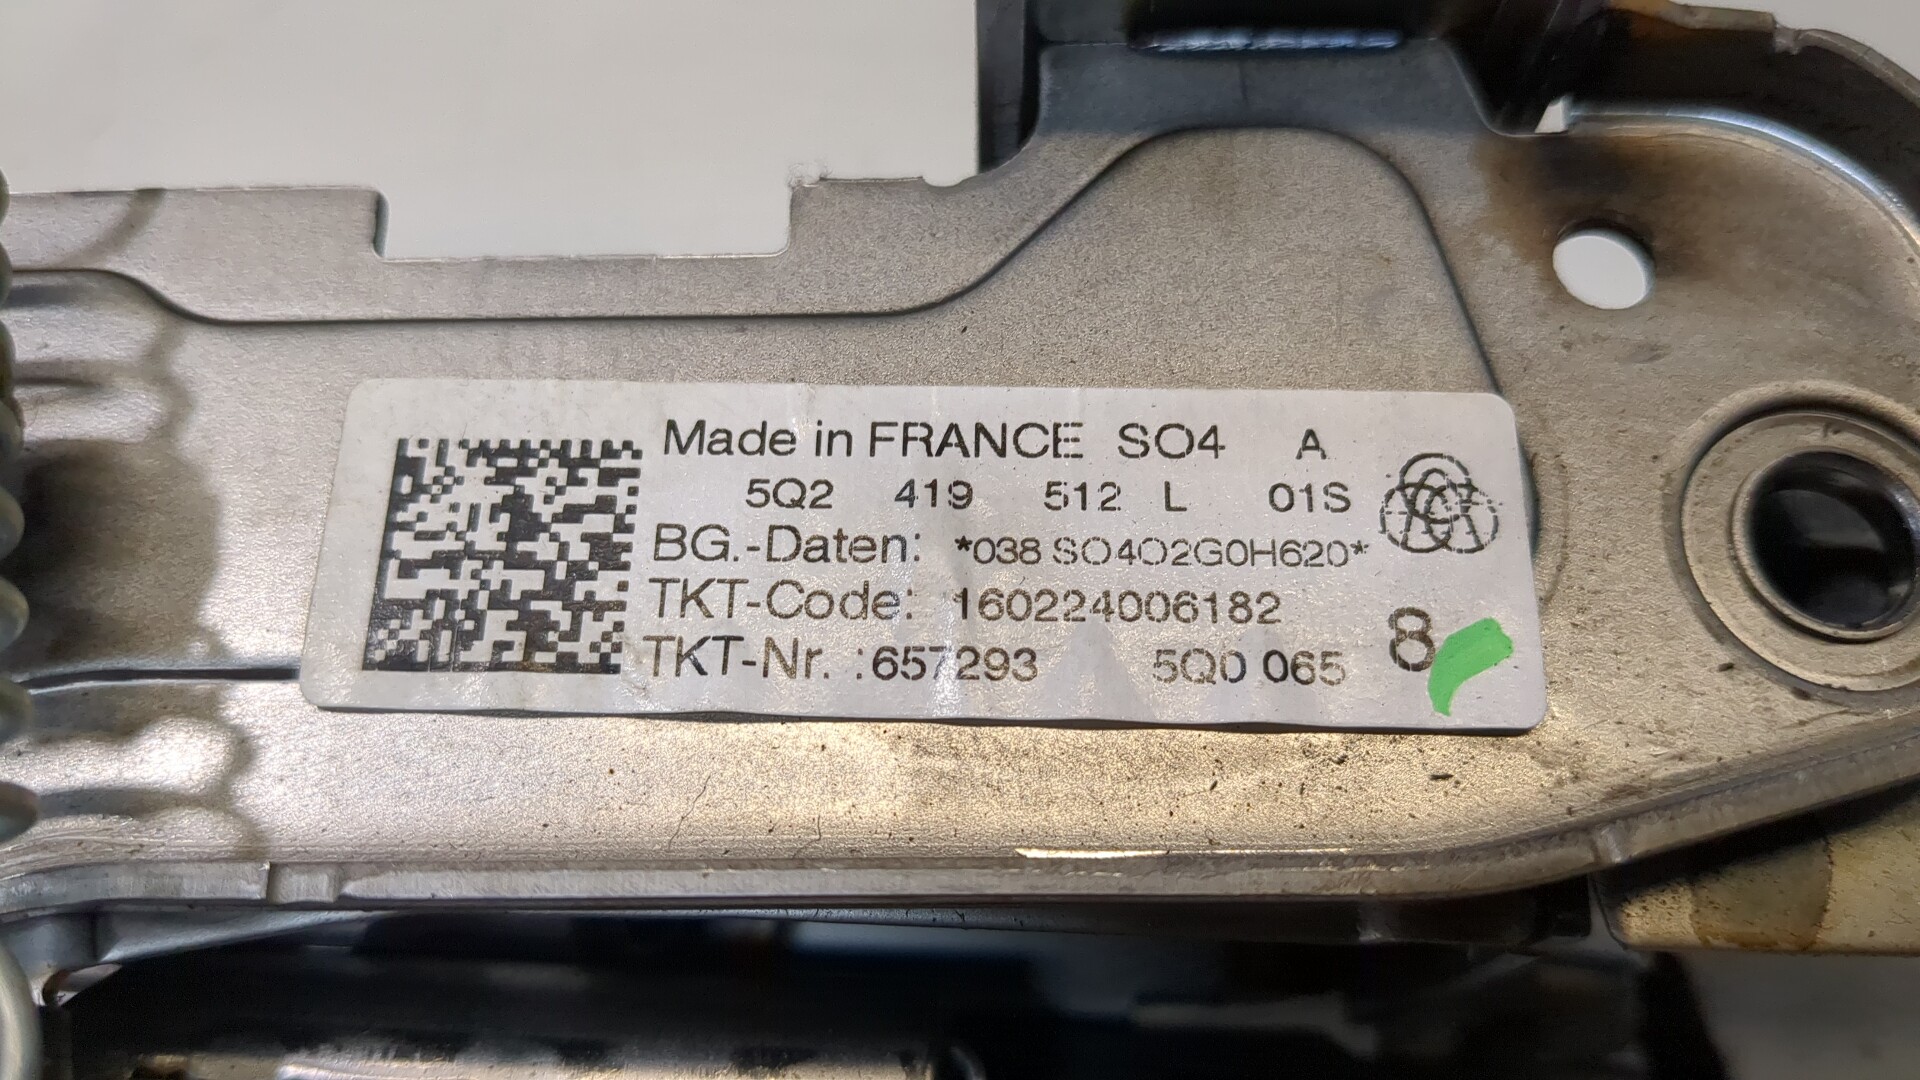 Made in FRANCE SO4 A
5Q2 419 512 L 01S
BG.-Daten: *038 SO4O2G0H620*
TKT-Code: 160224006182
TKT-Nr. :657293 5Q0 065 8